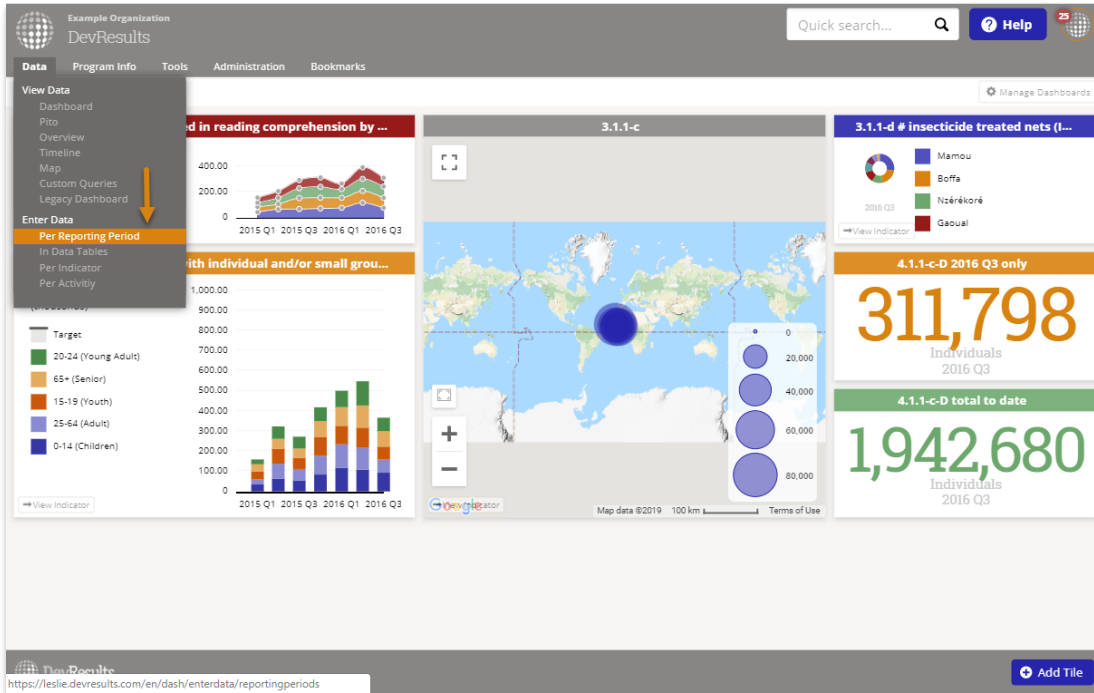 Example Organization
DevResults
Quick search...
Help
25
Data Program Info Tools Administration Bookmarks
Manage Dashboards
View Data
Dashboard
Pito
Overview
Timeline
Map
Custom Queries
Legacy Dashboard
Enter Data
Per Reporting Period
In Data Tables
Per Indicator
Per Activitiy
ed in reading comprehension by ...
400.00
200.00
0
2015 Q1 2015 Q3 2016 Q1 2016 Q3
with individual and/or small grou...
(thousands)
Target
20-24 (Young Adult)
65+ (Senior)
15-19 (Youth)
25-64 (Adult)
0-14 (Children)
1,000.00
900.00
800.00
700.00
600.00
500.00
400.00
300.00
200.00
100.00
0
2015 Q1 2015 Q3 2016 Q1 2016 Q3
View Indicator
3.1.1-c
0
20,000
40,000
60,000
80,000
Google
View Indicator
Map data ©2019 100 km Terms of Use
3.1.1-d # insecticide treated nets (I...
Mamou
Boffa
Nzérékoré
Gaoual
2016 Q3
View Indicator
4.1.1-c-D 2016 Q3 only
311,798
Individuals
2016 Q3
4.1.1-c-D total to date
1,942,680
Individuals
2016 Q3
DevResults
Add Tile
https://leslie.devresults.com/en/dash/enterdata/reportingperiods